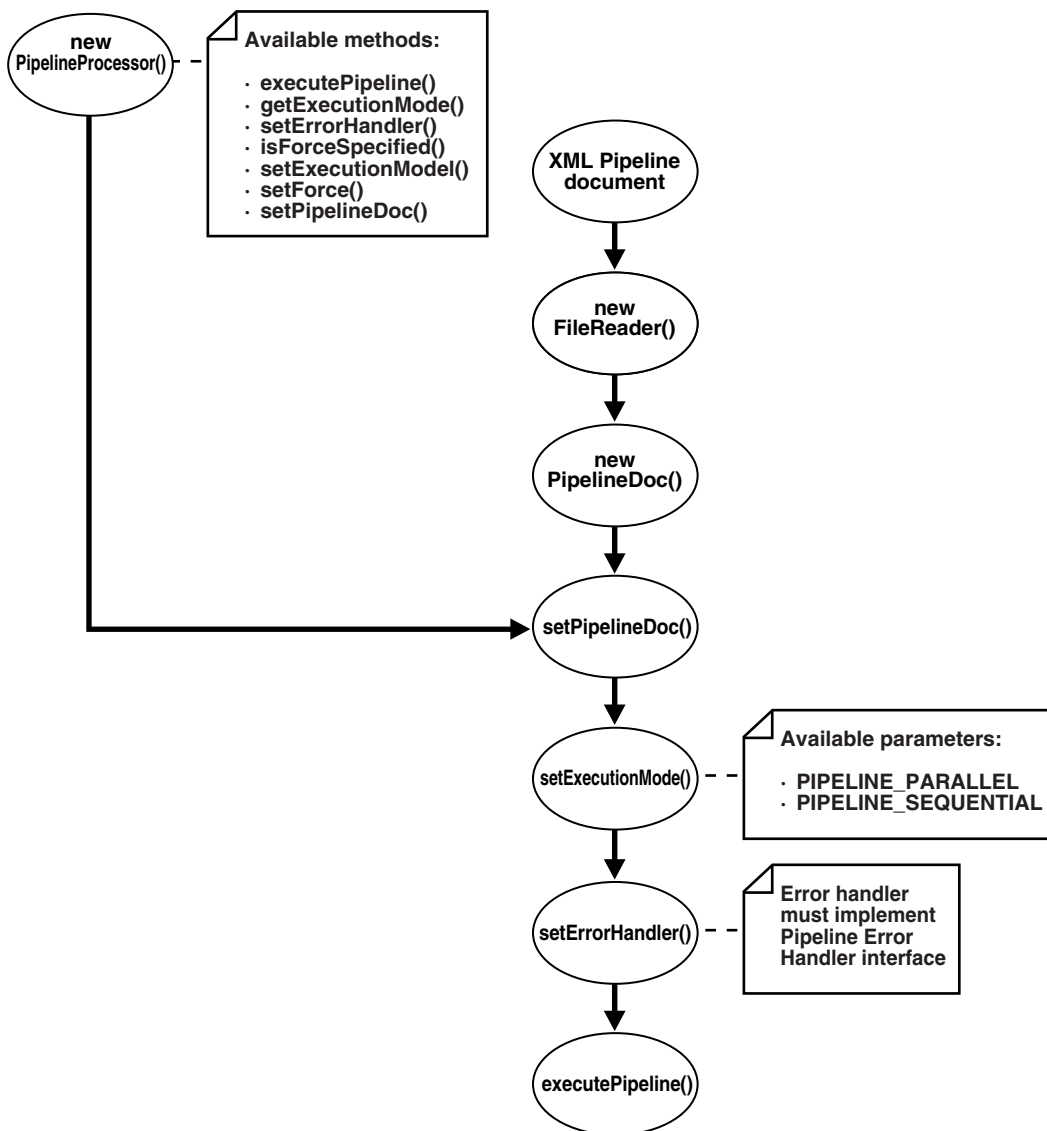 new
PipelineProcessor()
Available methods:
· executePipeline()
· getExecutionMode()
· setErrorHandler()
· isForceSpecified()
· setExecutionModel()
· setForce()
· setPipelineDoc()
XML Pipeline
document
new
FileReader()
new
PipelineDoc()
setPipelineDoc()
setExecutionMode()
Available parameters:
· PIPELINE_PARALLEL
· PIPELINE_SEQUENTIAL
setErrorHandler()
Error handler
must implement
Pipeline Error
Handler interface
executePipeline()